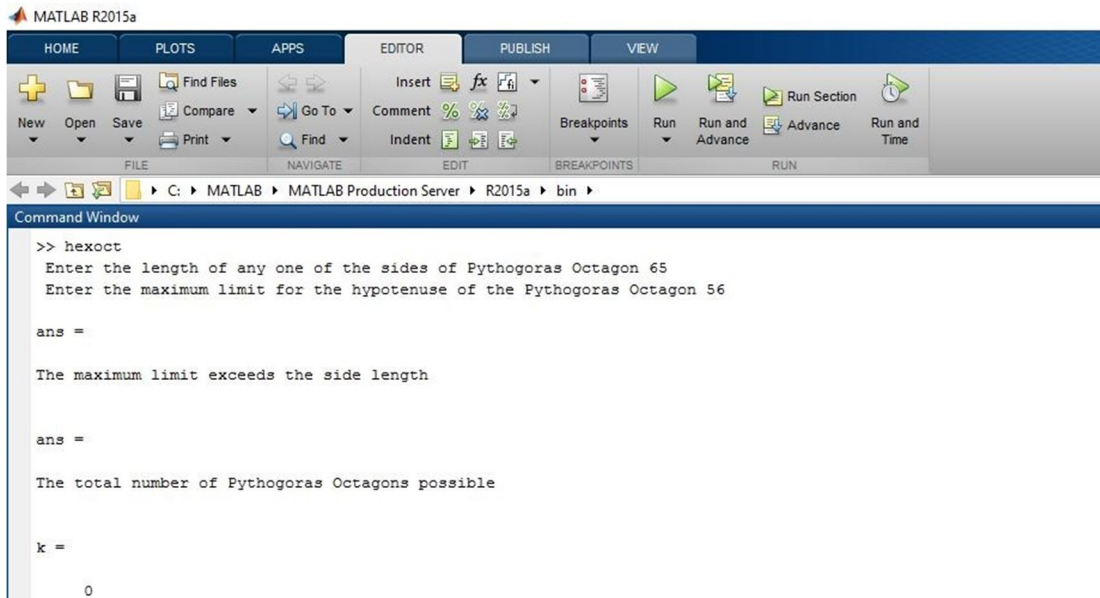 MATLAB R2015a
HOME PLOTS APPS EDITOR PUBLISH VIEW
Find Files Insert fx
Compare Go To Comment Run Section
New Open Save Breakpoints Run Run and Advance Run and
Print Find Indent Advance Time
FILE NAVIGATE EDIT BREAKPOINTS RUN
C: MATLAB MATLAB Production Server R2015a bin
Command Window
>> hexoct
Enter the length of any one of the sides of Pythogoras Octagon 65
Enter the maximum limit for the hypotenuse of the Pythogoras Octagon 56
ans =
The maximum limit exceeds the side length
ans =
The total number of Pythogoras Octagons possible
k =
0